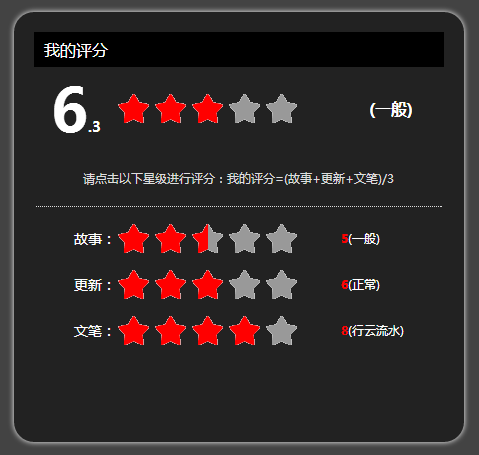 我的评分
6.3 (一般)
请点击以下星级进行评分：我的评分=(故事+更新+文笔)/3
故事： 5(一般)
更新： 6(正常)
文笔： 8(行云流水)